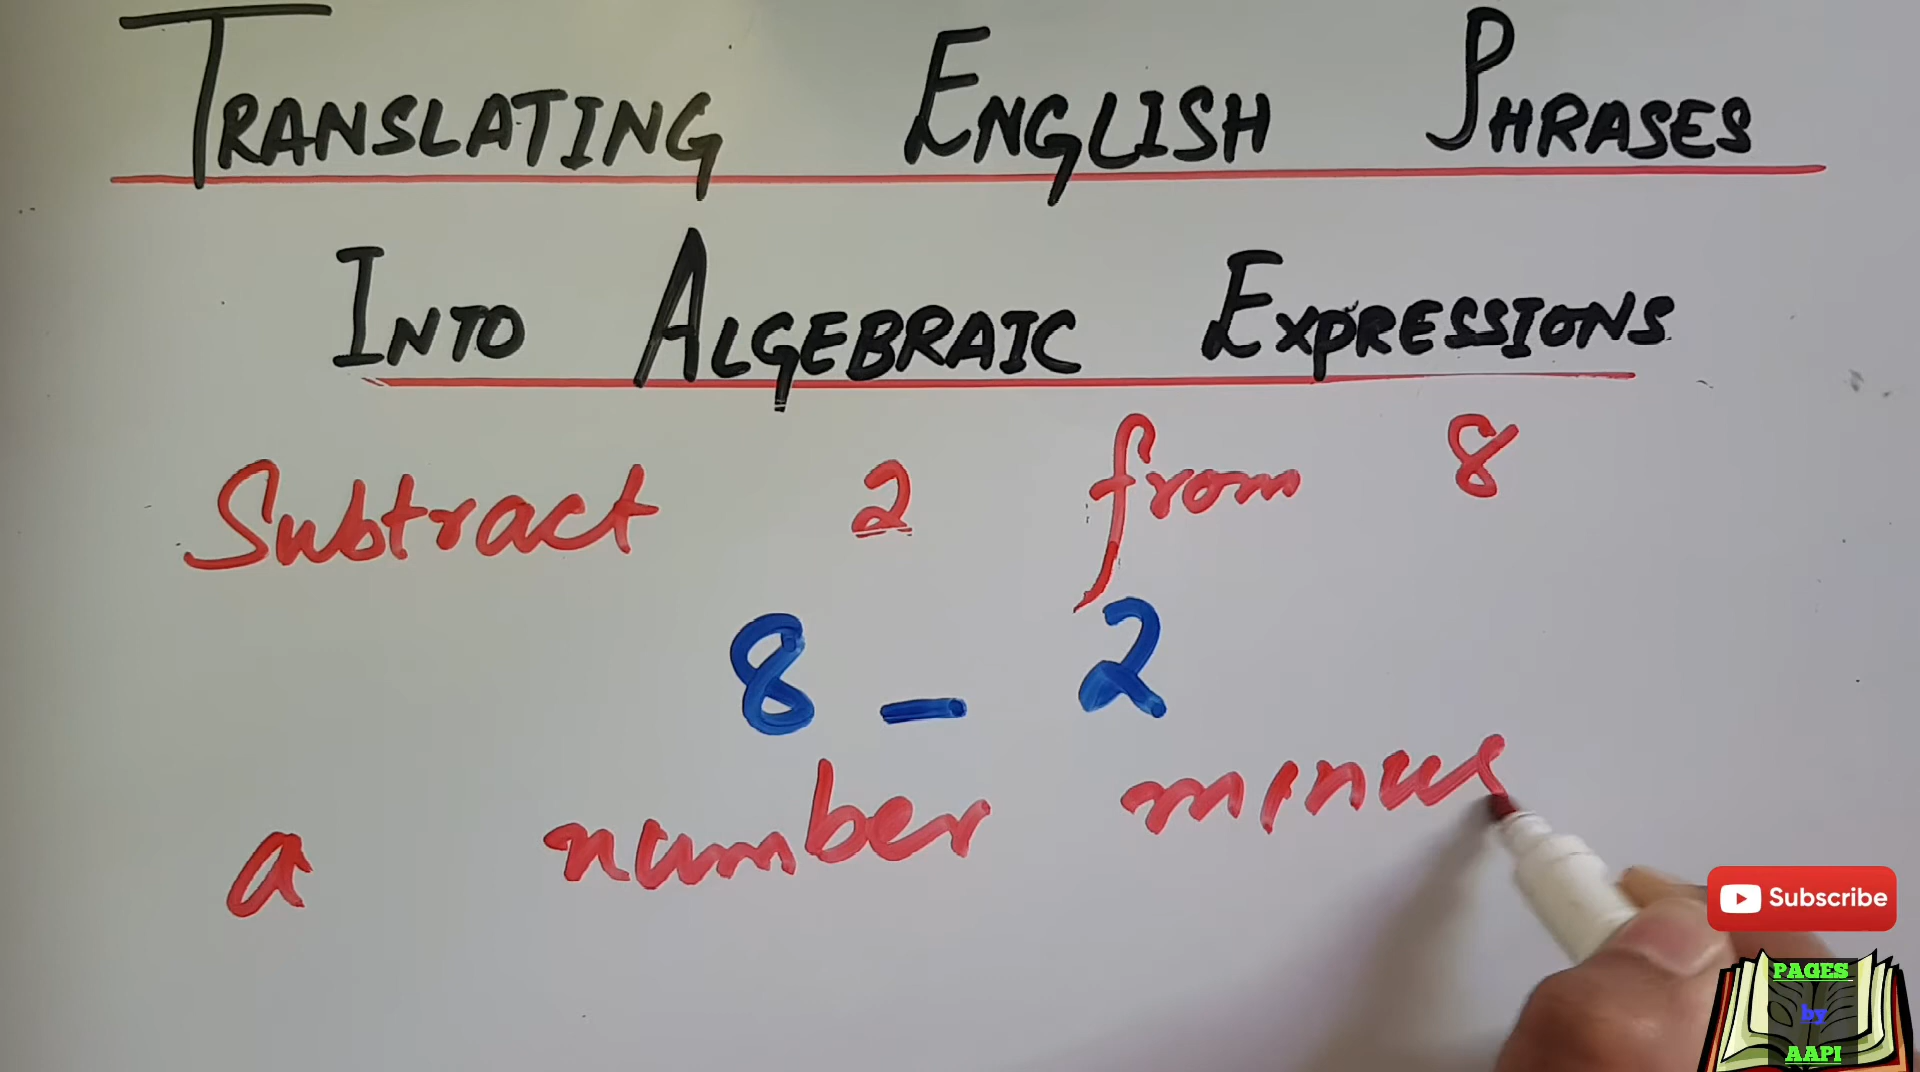 TRANSLATING ENGLISH PHRASES
INTO ALGEBRAIC EXPRESSIONS
Subtract 2 from 8
8 - 2
a number minus
Subscribe
PAGES
by
AAPI